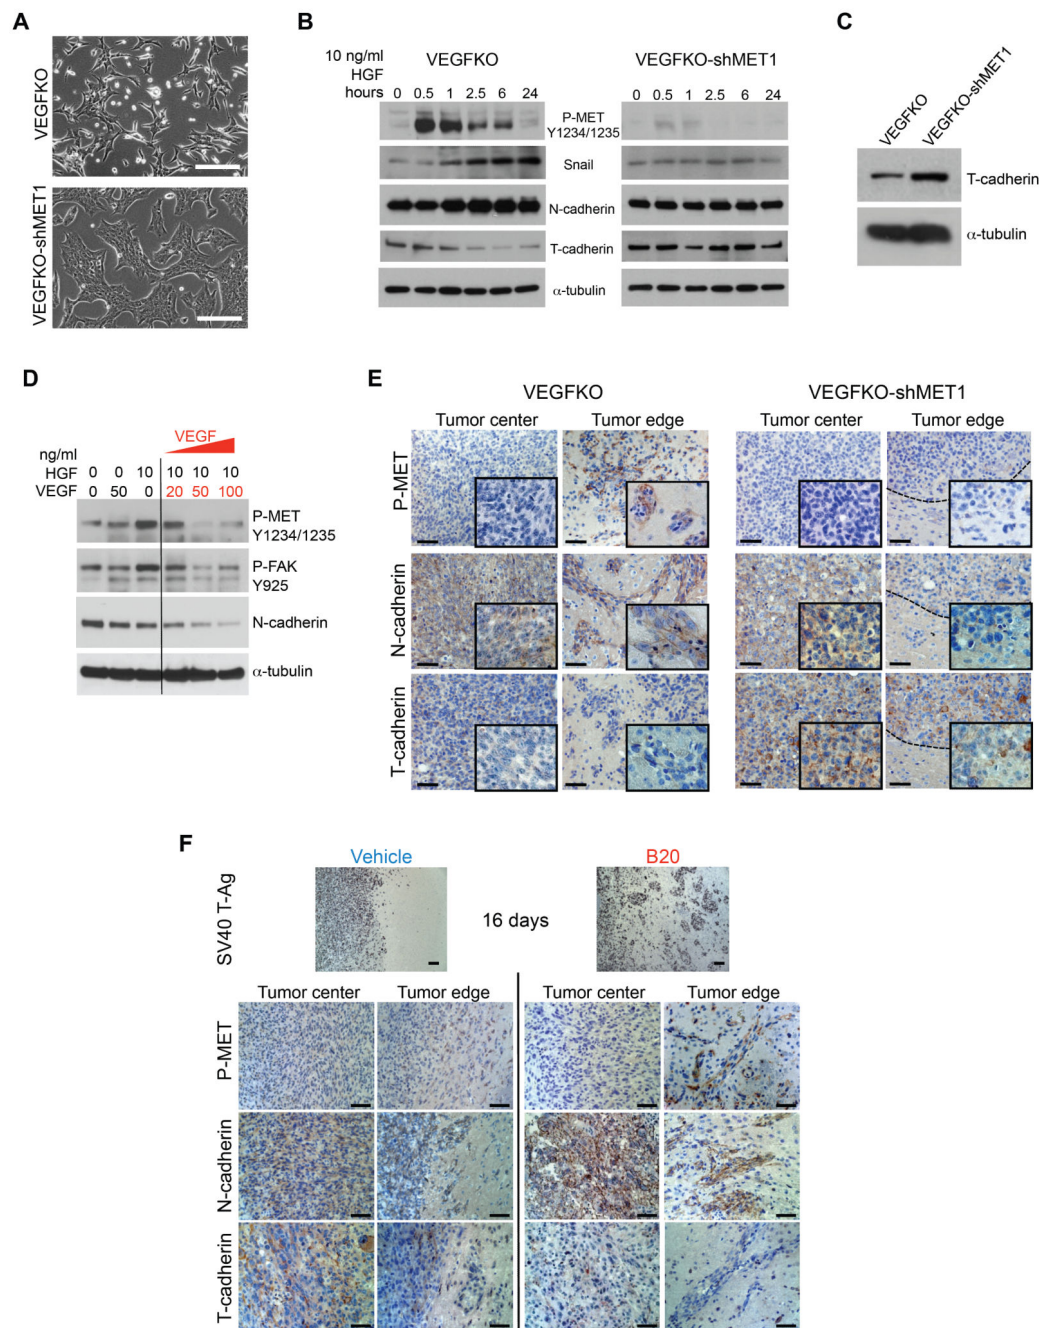 A
VEGFKO
VEGFKO-shMET1
B
10 ng/ml
HGF
hours
VEGFKO
VEGFKO-shMET1
0 0.5 1 2.5 6 24
0 0.5 1 2.5 6 24
P-MET
Y1234/1235
Snail
N-cadherin
T-cadherin
α-tubulin
C
VEGFKO
VEGFKO-shMET1
T-cadherin
α-tubulin
D
VEGF
ng/ml
HGF 0 0 10 10 10 10
VEGF 0 50 0 20 50 100
P-MET
Y1234/1235
P-FAK
Y925
N-cadherin
α-tubulin
E
VEGFKO
VEGFKO-shMET1
Tumor center Tumor edge
Tumor center Tumor edge
P-MET
N-cadherin
T-cadherin
F
Vehicle
B20
SV40 T-Ag
16 days
Tumor center Tumor edge
Tumor center Tumor edge
P-MET
N-cadherin
T-cadherin